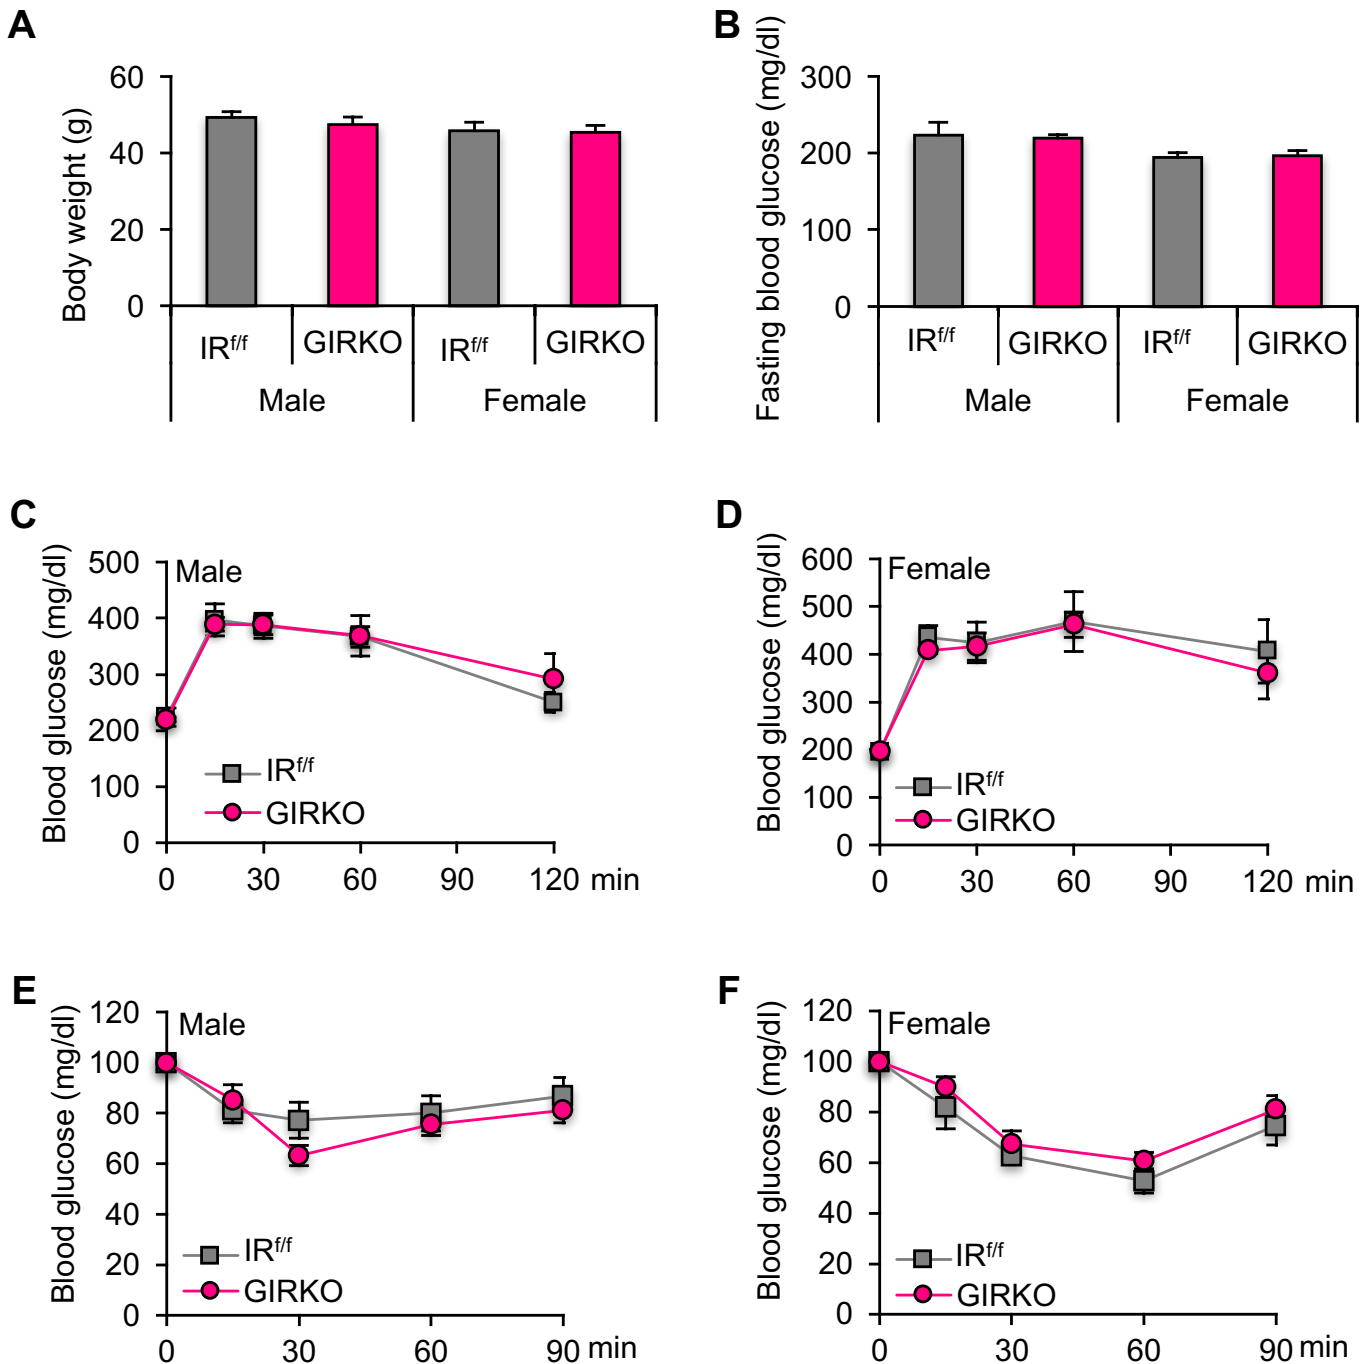 A
Body weight (g)
60
40
20
0
IRf/f
GIRKO
IRf/f
GIRKO
Male
Female
B
Fasting blood glucose (mg/dl)
300
200
100
0
IRf/f
GIRKO
IRf/f
GIRKO
Male
Female
C
Blood glucose (mg/dl)
Male
500
400
300
200
100
0
IRf/f
GIRKO
0 30 60 90 120 min
D
Blood glucose (mg/dl)
Female
600
500
400
300
200
100
0
IRf/f
GIRKO
0 30 60 90 120 min
E
Blood glucose (mg/dl)
Male
120
100
80
60
40
20
0
IRf/f
GIRKO
0 30 60 90 min
F
Blood glucose (mg/dl)
Female
120
100
80
60
40
20
0
IRf/f
GIRKO
0 30 60 90 min